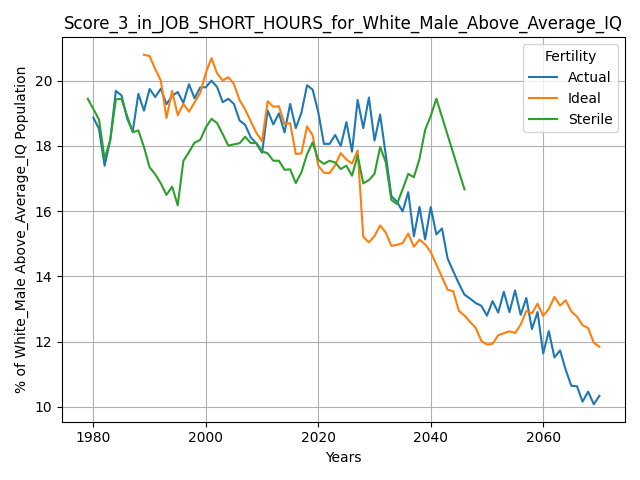 Score_3_in_JOB_SHORT_HOURS_for_White_Male_Above_Average_IQ
% of White_Male Above_Average_IQ Population
20
18
16
14
12
10
Fertility
Actual
Ideal
Sterile
1980
2000
2020
2040
2060
Years